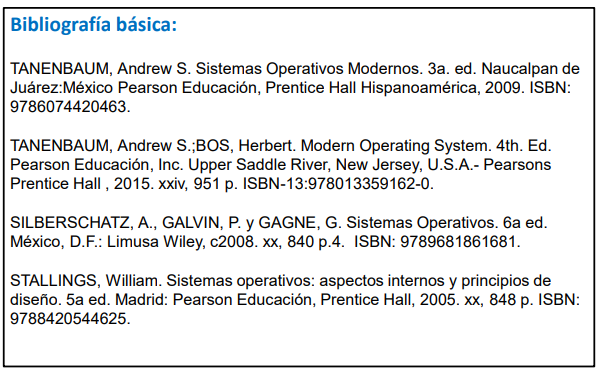 Bibliografía básica:
TANENBAUM, Andrew S. Sistemas Operativos Modernos. 3a. ed. Naucalpan de
Juárez:México Pearson Educación, Prentice Hall Hispanoamérica, 2009. ISBN:
9786074420463.
TANENBAUM, Andrew S.;BOS, Herbert. Modern Operating System. 4th. Ed.
Pearson Educación, Inc. Upper Saddle River, New Jersey, U.S.A.- Pearsons
Prentice Hall , 2015. xxiv, 951 p. ISBN-13:978013359162-0.
SILBERSCHATZ, A., GALVIN, P. y GAGNE, G. Sistemas Operativos. 6a ed.
México, D.F.: Limusa Wiley, c2008. xx, 840 p.4.  ISBN: 9789681861681.
STALLINGS, William. Sistemas operativos: aspectos internos y principios de
diseño. 5a ed. Madrid: Pearson Educación, Prentice Hall, 2005. xx, 848 p. ISBN:
9788420544625.